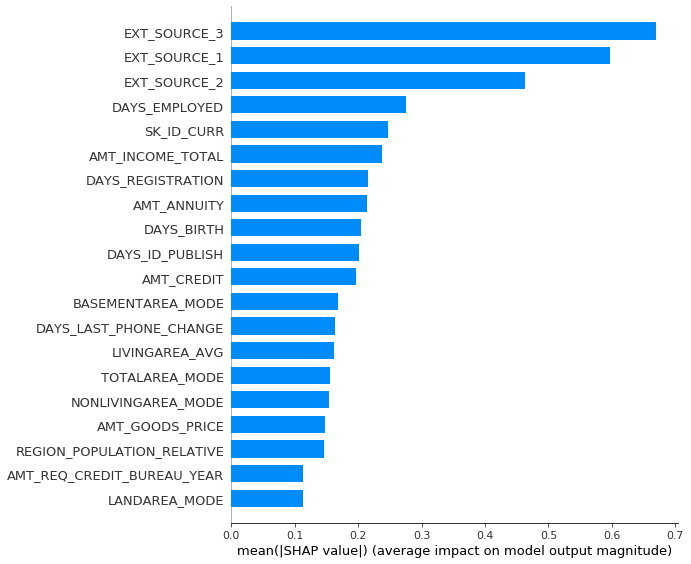 EXT_SOURCE_3
EXT_SOURCE_1
EXT_SOURCE_2
DAYS_EMPLOYED
SK_ID_CURR
AMT_INCOME_TOTAL
DAYS_REGISTRATION
AMT_ANNUITY
DAYS_BIRTH
DAYS_ID_PUBLISH
AMT_CREDIT
BASEMENTAREA_MODE
DAYS_LAST_PHONE_CHANGE
LIVINGAREA_AVG
TOTALAREA_MODE
NONLIVINGAREA_MODE
AMT_GOODS_PRICE
REGION_POPULATION_RELATIVE
AMT_REQ_CREDIT_BUREAU_YEAR
LANDAREA_MODE
0.0 0.1 0.2 0.3 0.4 0.5 0.6 0.7
mean(|SHAP value|) (average impact on model output magnitude)